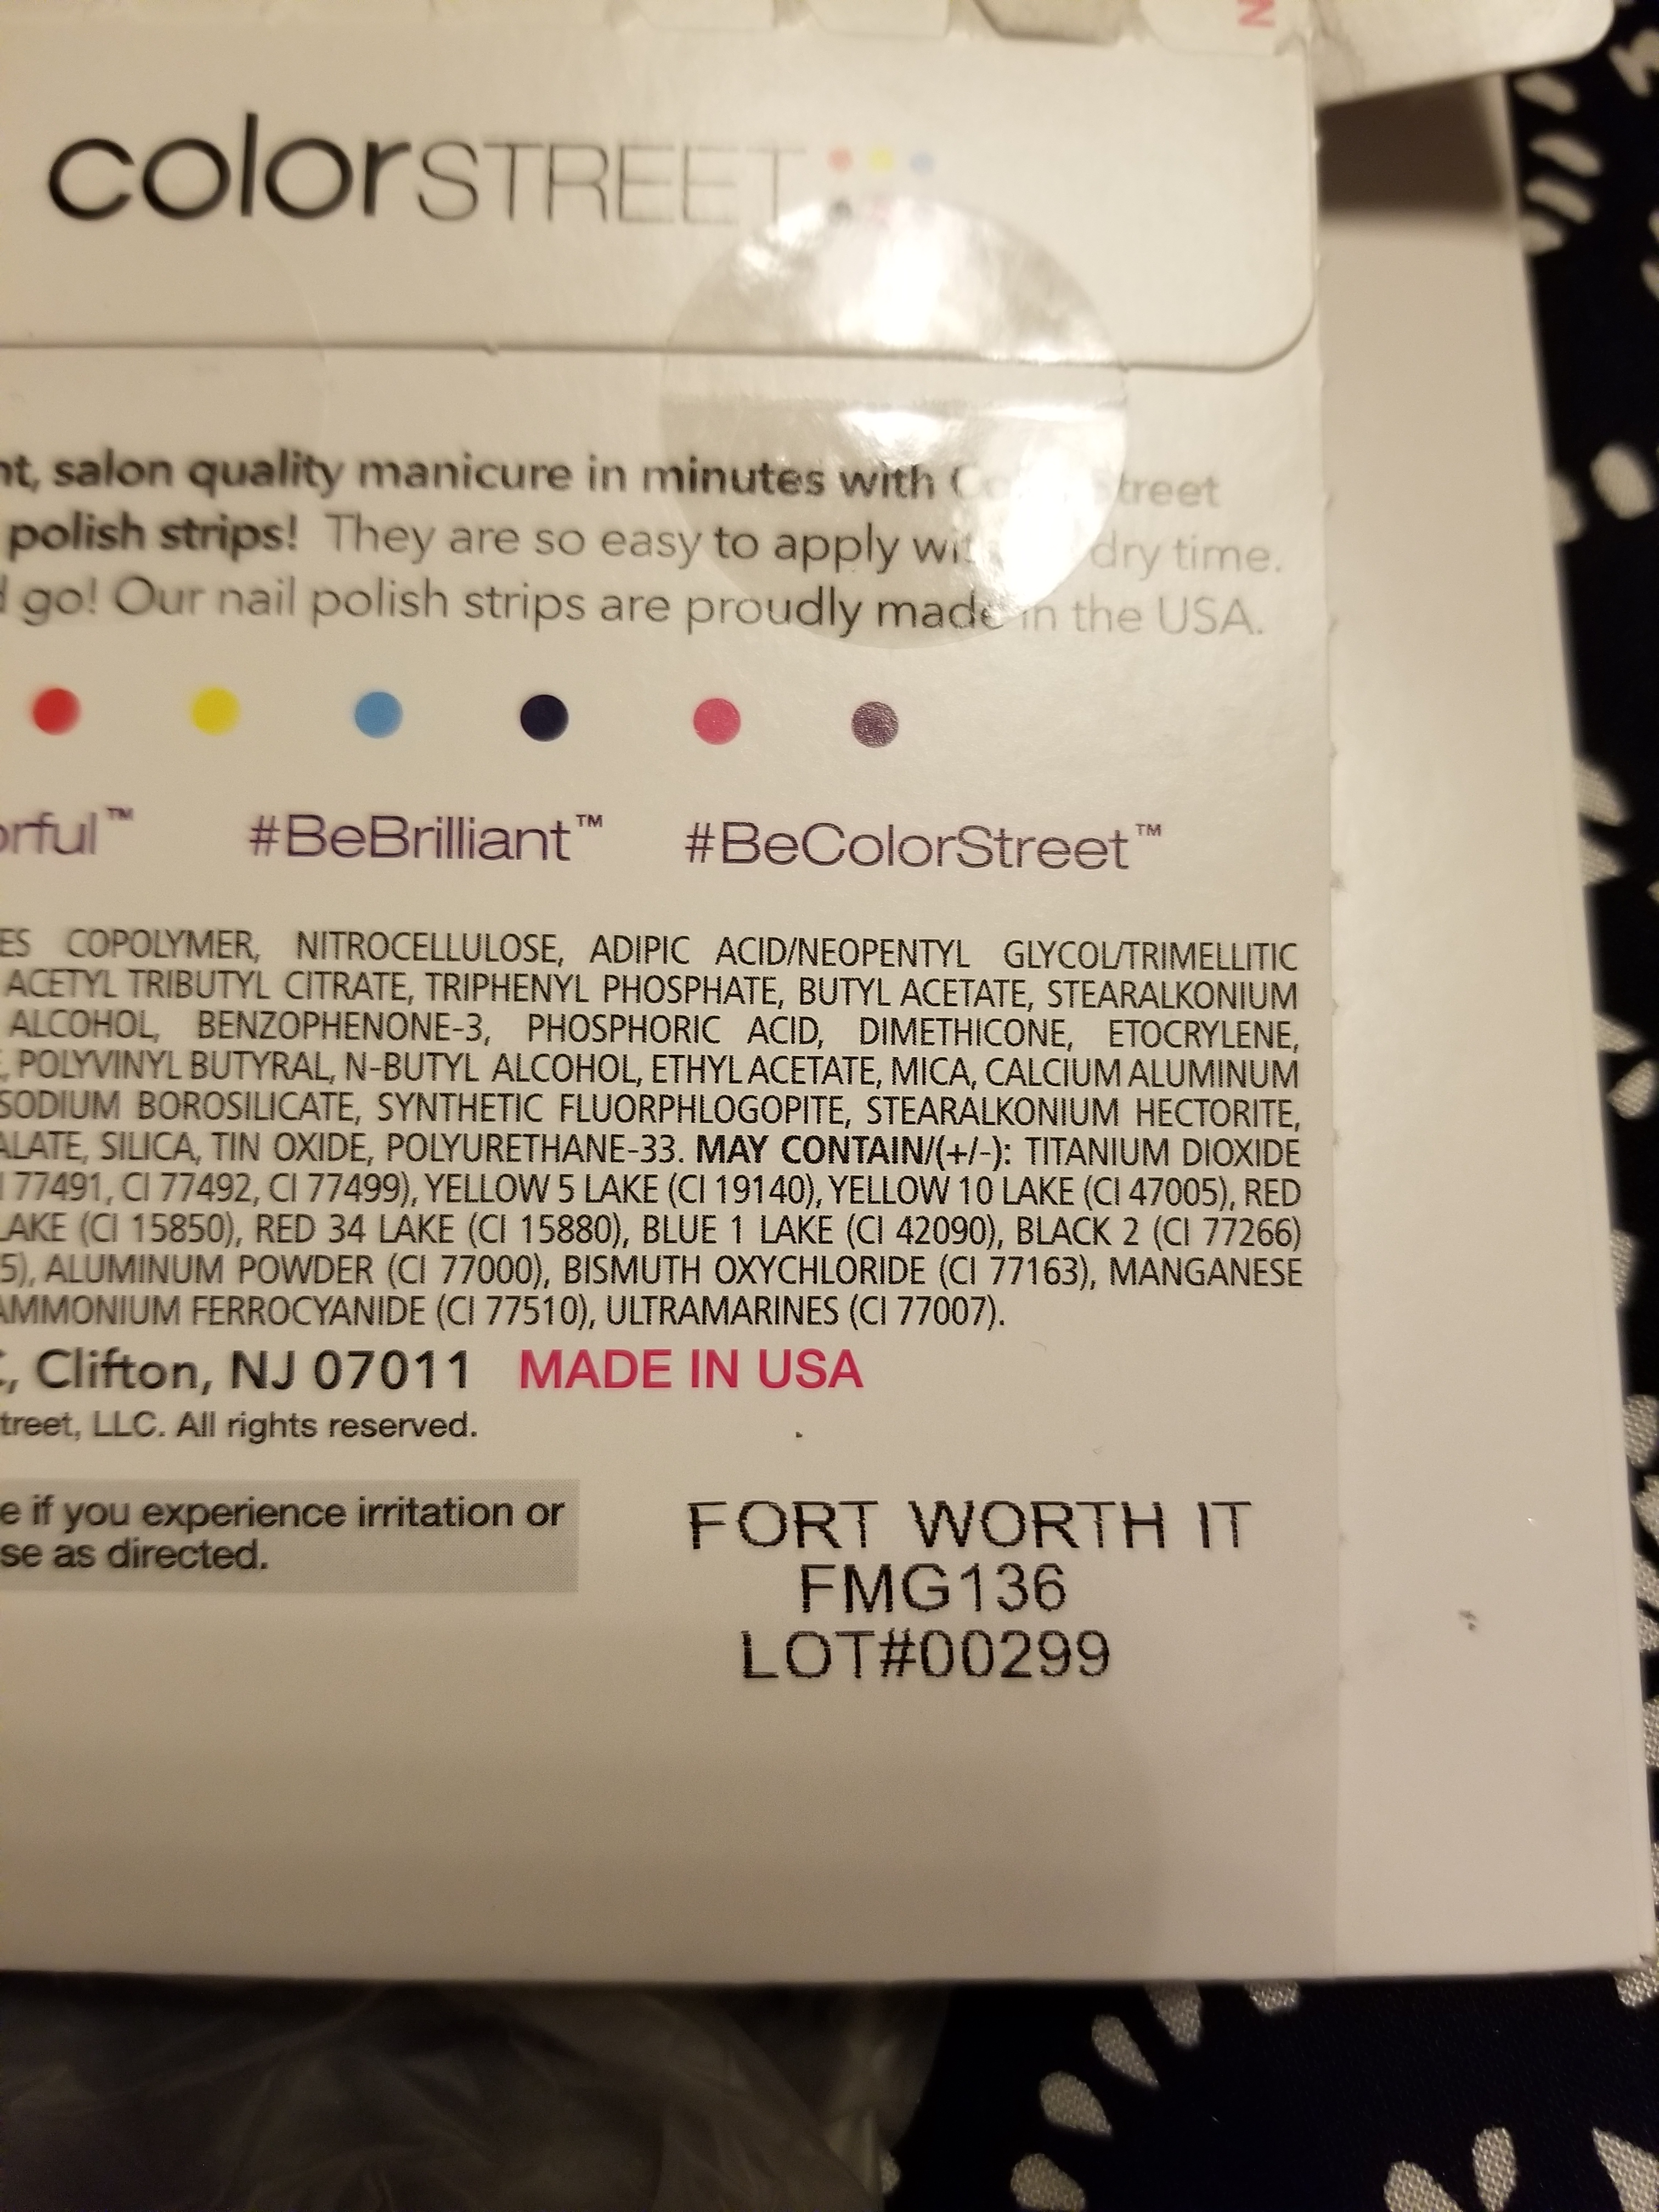 N
colorSTREET
nt, salon quality manicure in minutes with Street
polish strips! They are so easy to apply dry time.
go! Our nail polish strips are proudly made in the USA.
orful™ #BeBrilliant™ #BeColorStreet™
ES COPOLYMER, NITROCELLULOSE, ADIPIC ACID/NEOPENTYL GLYCOL/TRIMELLITIC
ACETYL TRIBUTYL CITRATE, TRIPHENYL PHOSPHATE, BUTYL ACETATE, STEARALKONIUM
ALCOHOL, BENZOPHENONE-3, PHOSPHORIC ACID, DIMETHICONE, ETOCRYLENE,
, POLYVINYL BUTYRAL, N-BUTYL ALCOHOL, ETHYL ACETATE, MICA, CALCIUM ALUMINUM
SODIUM BOROSILICATE, SYNTHETIC FLUORPHLOGOPITE, STEARALKONIUM HECTORITE,
ALATE, SILICA, TIN OXIDE, POLYURETHANE-33. MAY CONTAIN/(+/-): TITANIUM DIOXIDE
I 77491, CI 77492, CI 77499), YELLOW 5 LAKE (CI 19140), YELLOW 10 LAKE (CI 47005), RED
LAKE (CI 15850), RED 34 LAKE (CI 15880), BLUE 1 LAKE (CI 42090), BLACK 2 (CI 77266)
5), ALUMINUM POWDER (CI 77000), BISMUTH OXYCHLORIDE (CI 77163), MANGANESE
AMMONIUM FERROCYANIDE (CI 77510), ULTRAMARINES (CI 77007).
C, Clifton, NJ 07011 MADE IN USA
treet, LLC. All rights reserved.
e if you experience irritation or
se as directed.
FORT WORTH IT
FMG136
LOT#00299